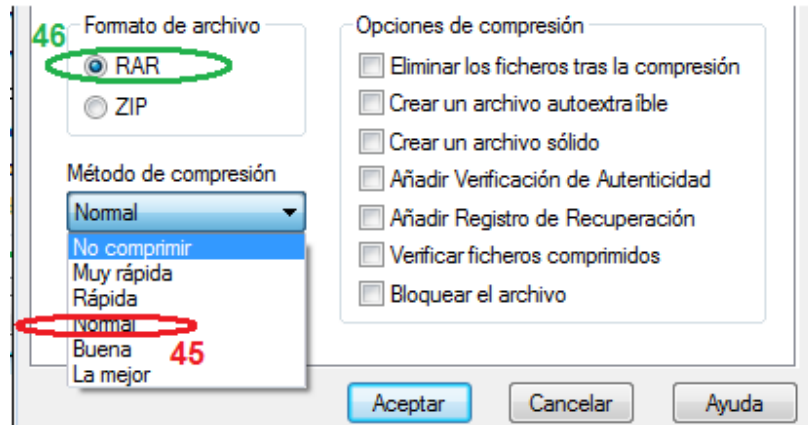 46
Formato de archivo
RAR
ZIP
Método de compresión
Normal
No comprimir
Muy rápida
Rápida
Normal
Buena
45
La mejor
Opciones de compresión
Eliminar los ficheros tras la compresión
Crear un archivo autoextraíble
Crear un archivo sólido
Añadir Verificación de Autenticidad
Añadir Registro de Recuperación
Verificar ficheros comprimidos
Bloquear el archivo
Aceptar
Cancelar
Ayuda